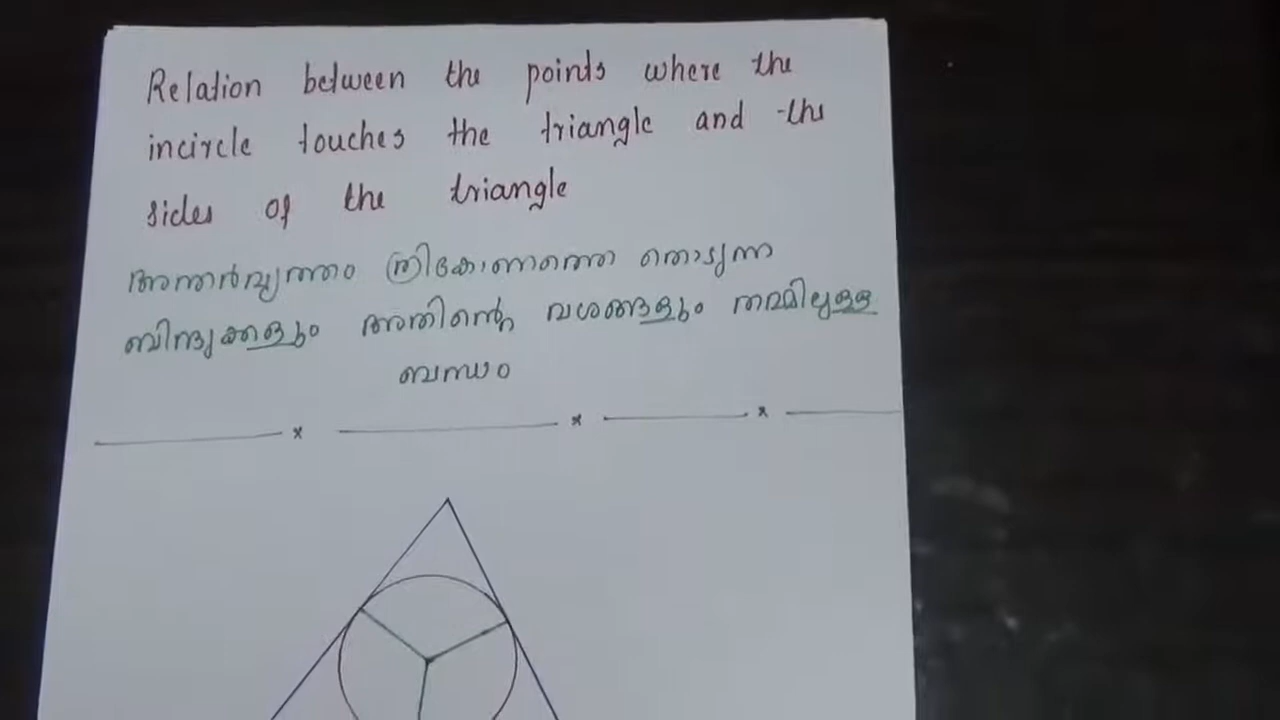 Relation between the points where the
incircle touches the triangle and the
sides of the triangle
അന്തർവൃത്തം ത്രികോണത്തെ തൊടുന്ന
ബിന്ദുക്കളും അതിന്റെ വശങ്ങളും തമ്മിലുള്ള
ബന്ധം